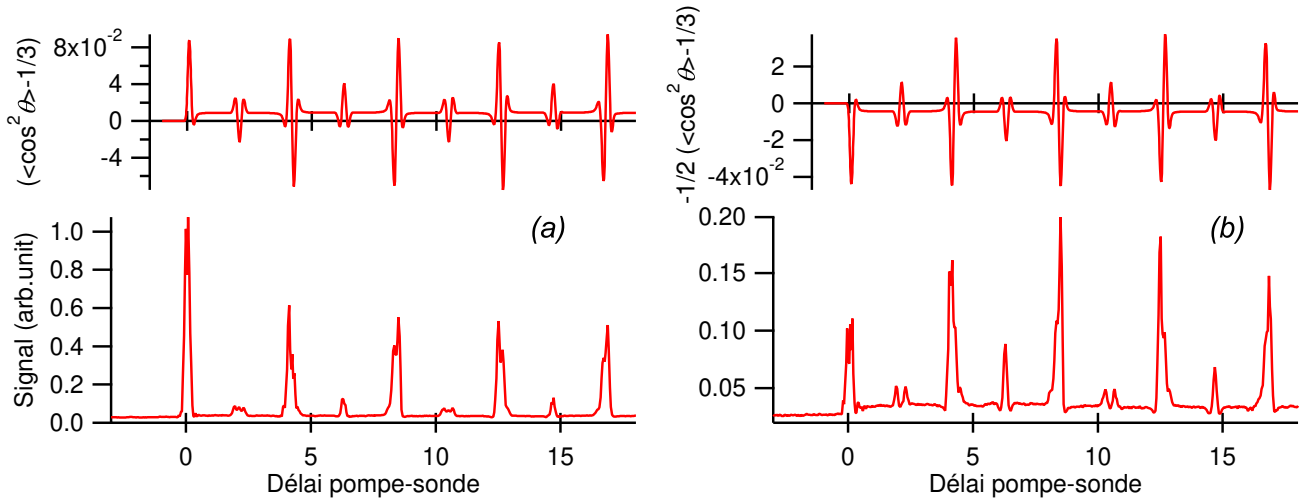 (<cos² θ>-1/3)
8x10⁻²
4
0
-4
Signal (arb.unit)
1.0
0.8
0.6
0.4
0.2
0.0
(a)
0
5
10
15
Délai pompe-sonde
-1/2 (<cos² θ>-1/3)
2
0
-2
-4x10⁻²
0.20
0.15
0.10
0.05
(b)
0
5
10
15
Délai pompe-sonde